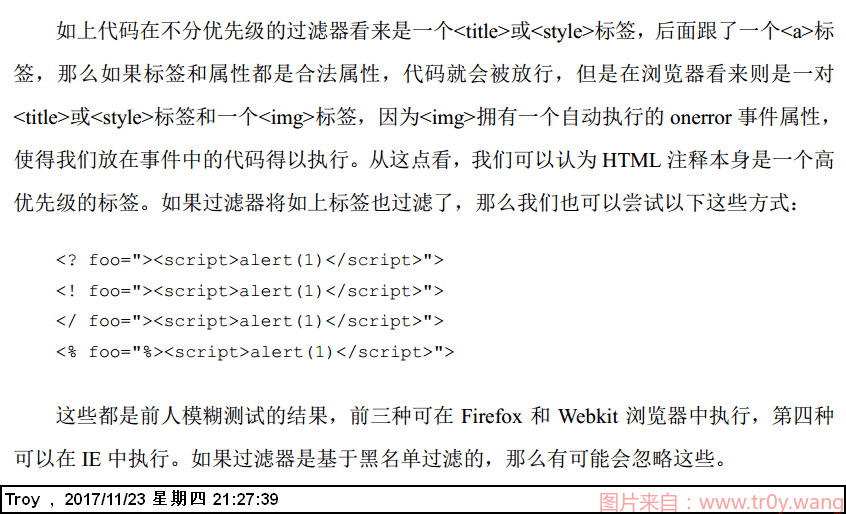 如上代码在不分优先级的过滤器看来是一个<title>或<style>标签，后面跟了一个<a>标
签，那么如果标签和属性都是合法属性，代码就会被放行，但是在浏览器看来则是一对
<title>或<style>标签和一个<img>标签，因为<img>拥有一个自动执行的 onerror 事件属性，
使得我们放在事件中的代码得以执行。从这点看，我们可以认为 HTML 注释本身是一个高
优先级的标签。如果过滤器将如上标签也过滤了，那么我们也可以尝试以下这些方式：
<? foo="><script>alert(1)</script>">
<! foo="><script>alert(1)</script>">
</ foo="><script>alert(1)</script>">
<% foo="%><script>alert(1)</script>">
这些都是前人模糊测试的结果，前三种可在 Firefox 和 Webkit 浏览器中执行，第四种
可以在 IE 中执行。如果过滤器是基于黑名单过滤的，那么有可能会忽略这些。
Troy , 2017/11/23 星期四 21:27:39
图片来自：www.tr0y.wang